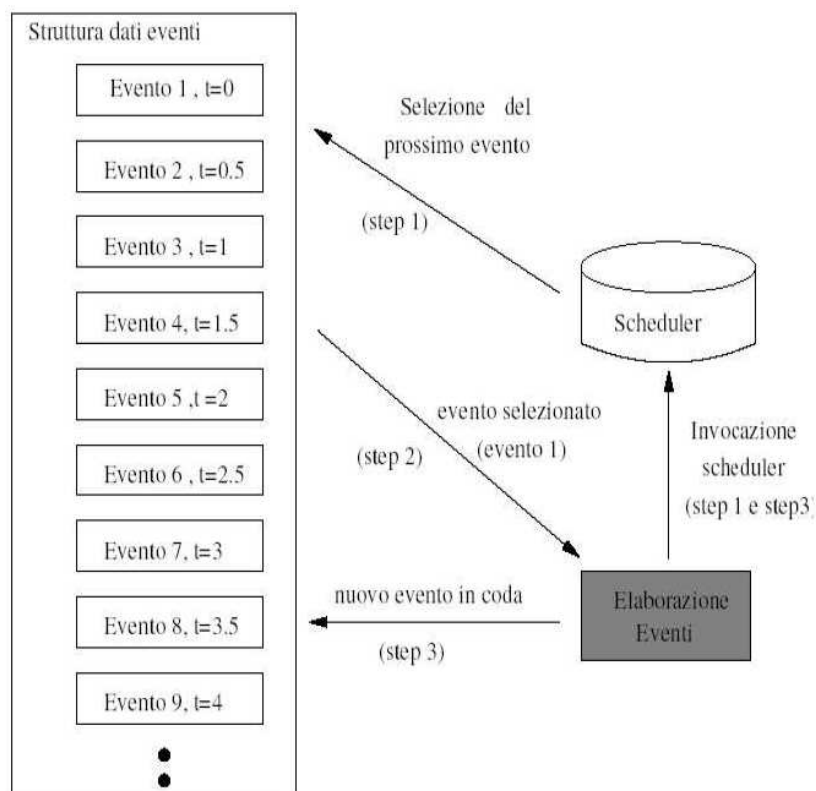 Struttura dati eventi
Evento 1 , t=0
Evento 2 , t=0.5
Evento 3 , t=1
Evento 4, t=1.5
Evento 5 ,t =2
Evento 6 , t=2.5
Evento 7, t=3
Evento 8, t=3.5
Evento 9, t=4
Selezione del
prossimo evento
(step 1)
Scheduler
evento selezionato
(evento 1)
(step 2)
Invocazione
scheduler
(step 1 e step3)
nuovo evento in coda
(step 3)
Elaborazione
Eventi